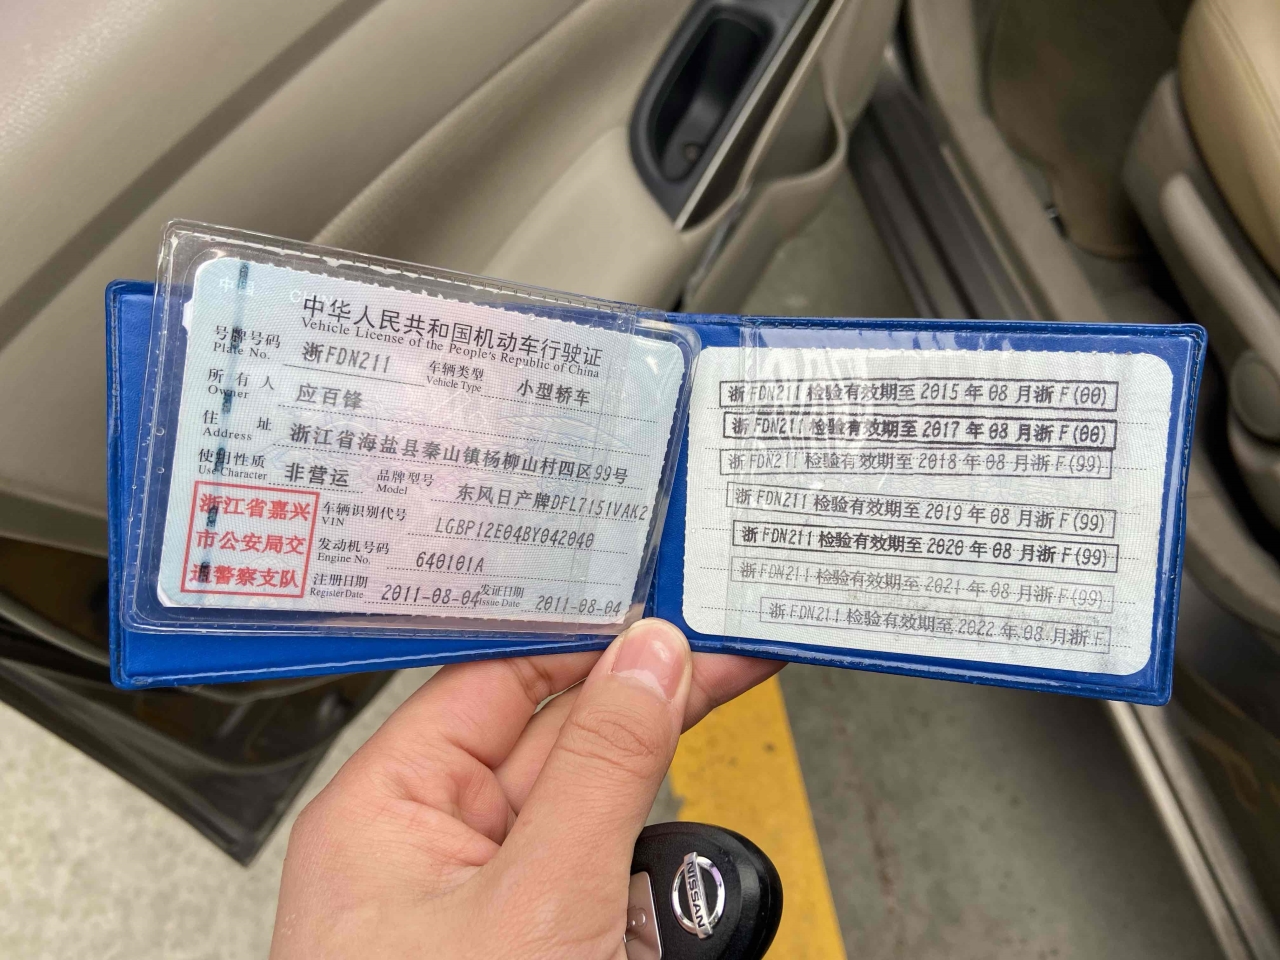 中华人民共和国机动车行驶证
Vehicle License of the People's Republic of China
号牌号码 浙FDN211 车辆类型 小型轿车
Plate No. Vehicle Type
所有人 应百锋
Owner
住址 浙江省海盐县秦山镇杨柳山村四区99号
Address
使用性质 非营运 品牌型号 东风日产牌DFL7151VAK2
Use Character Model
浙江省嘉兴
市公安局交
通警察支队
车辆识别代号 LGBP12E04BY042040
VIN
发动机号码 640101A
Engine No.
注册日期 2011-08-04 发证日期 2011-08-04
Register Date Issue Date
浙FDN211 检验有效期至 2015 年 08 月浙 F(00)
浙FDN211 检验有效期至 2017 年 08 月浙 F(00)
浙FDN211 检验有效期至 2018 年 08 月浙 F(99)
浙FDN211 检验有效期至 2019 年 08 月浙 F(99)
浙FDN211 检验有效期至 2020 年 08 月浙 F(99)
浙FDN211 检验有效期至 2021 年 08 月浙 F(99)
浙FDN211 检验有效期至 2022 年 08 月浙 F
NISSAN